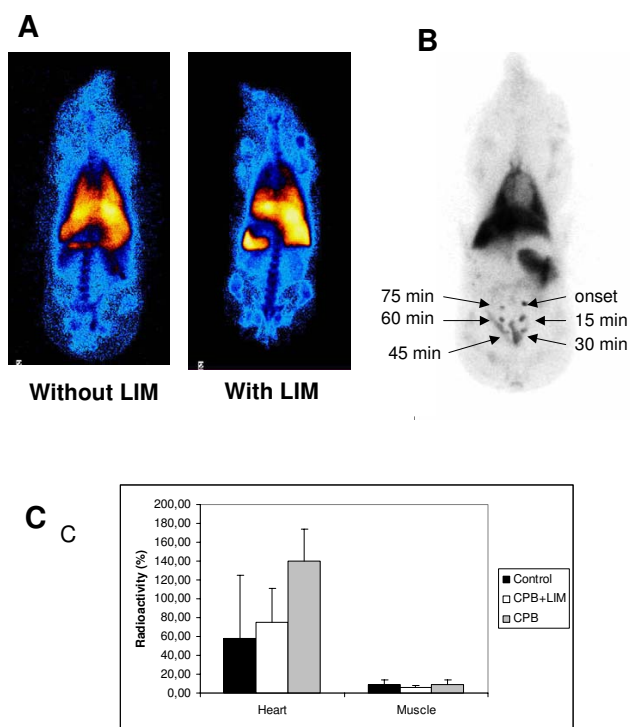 A
B
75 min
onset
60 min
15 min
45 min
30 min
Without LIM
With LIM
C
C
200,00
180,00
160,00
140,00
120,00
100,00
80,00
60,00
40,00
20,00
0,00
Radioactivity (%)
Heart
Muscle
Control
CPB+LIM
CPB